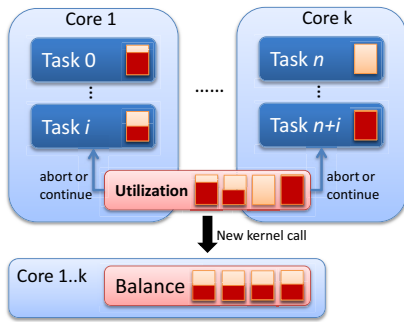 Core 1
Core k
Task 0
Task n
......
Task i
Task n+i
abort or
continue
Utilization
abort or
continue
New kernel call
Core 1..k
Balance